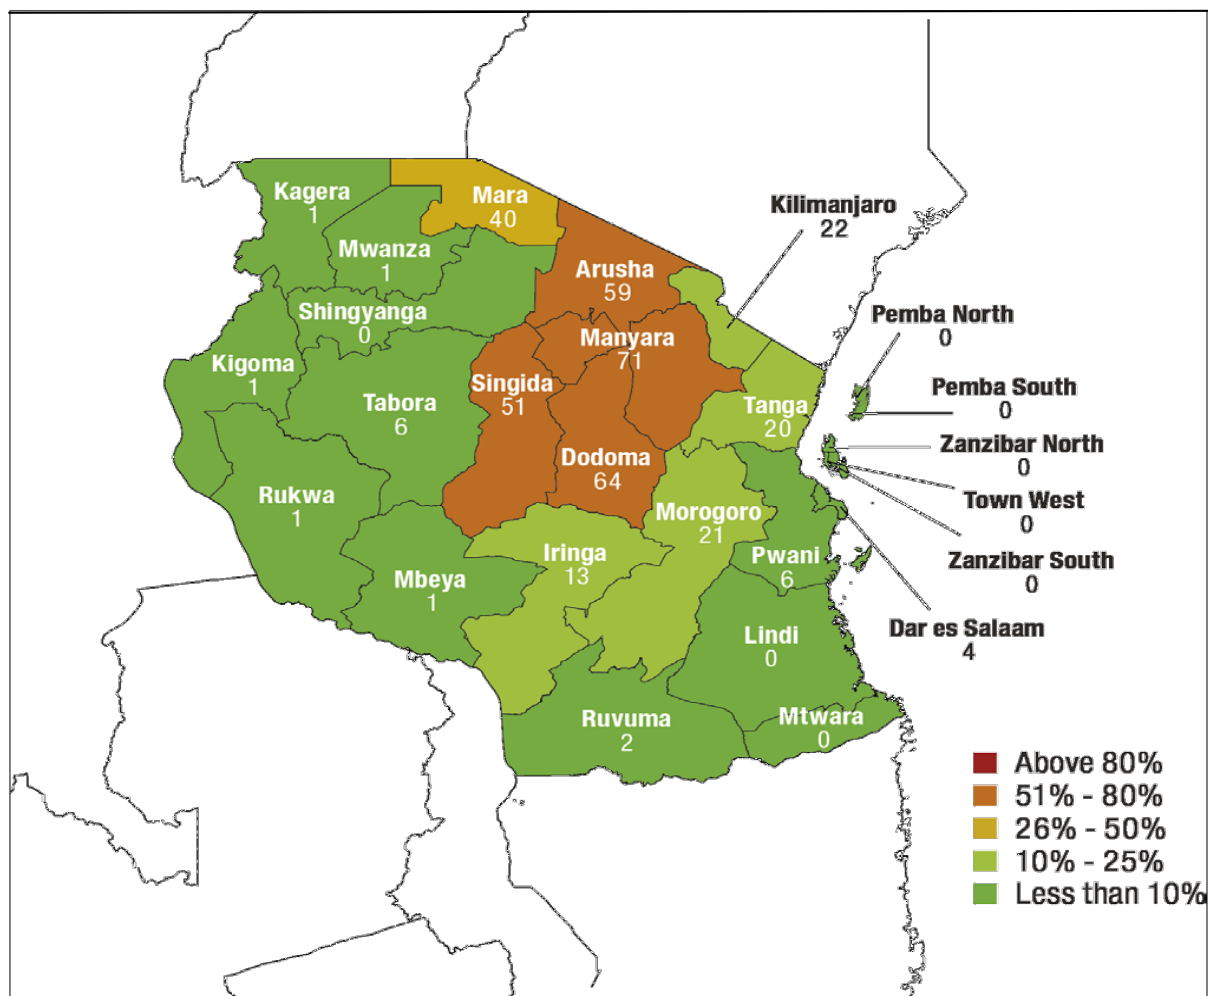 Kagera
1
Mara
40
Kilimanjaro
22
Mwanza
1
Arusha
59
Shingyanga
0
Pemba North
0
Manyara
71
Kigoma
1
Singida
51
Pemba South
0
Tabora
6
Tanga
20
Zanzibar North
0
Dodoma
64
Rukwa
1
Town West
0
Morogoro
21
Iringa
13
Pwani
6
Zanzibar South
0
Mbeya
1
Dar es Salaam
4
Lindi
0
Ruvuma
2
Mtwara
0
Above 80%
51% - 80%
26% - 50%
10% - 25%
Less than 10%